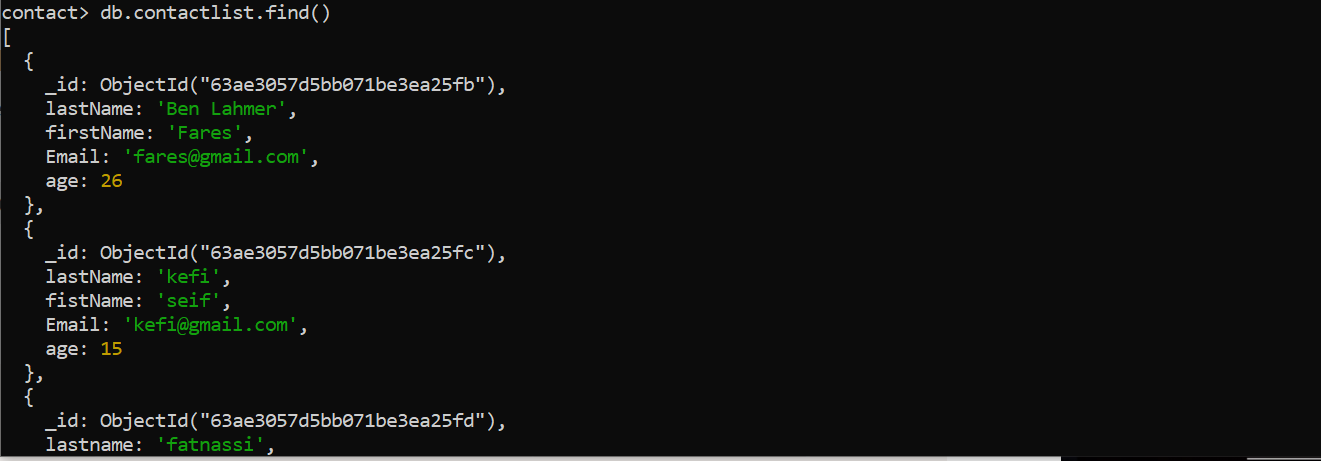 contact> db.contactlist.find()
[
  {
    _id: ObjectId("63ae3057d5bb071be3ea25fb"),
    lastName: 'Ben Lahmer',
    firstName: 'Fares',
    Email: 'fares@gmail.com',
    age: 26
  },
  {
    _id: ObjectId("63ae3057d5bb071be3ea25fc"),
    lastName: 'kefi',
    fistName: 'seif',
    Email: 'kefi@gmail.com',
    age: 15
  },
  {
    _id: ObjectId("63ae3057d5bb071be3ea25fd"),
    lastname: 'fatnassi',